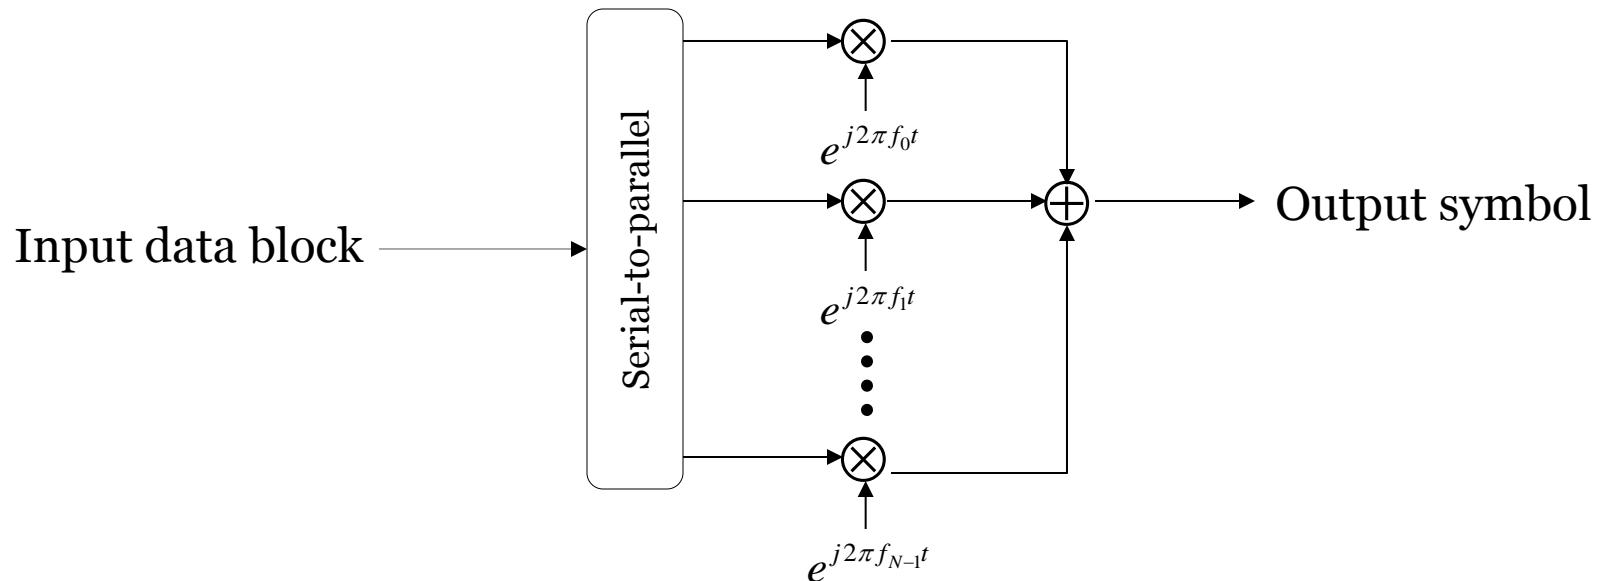 Input data block
Serial-to-parallel
e^{j2πf_0t}
e^{j2πf_1t}
e^{j2πf_{N-1}t}
Output symbol